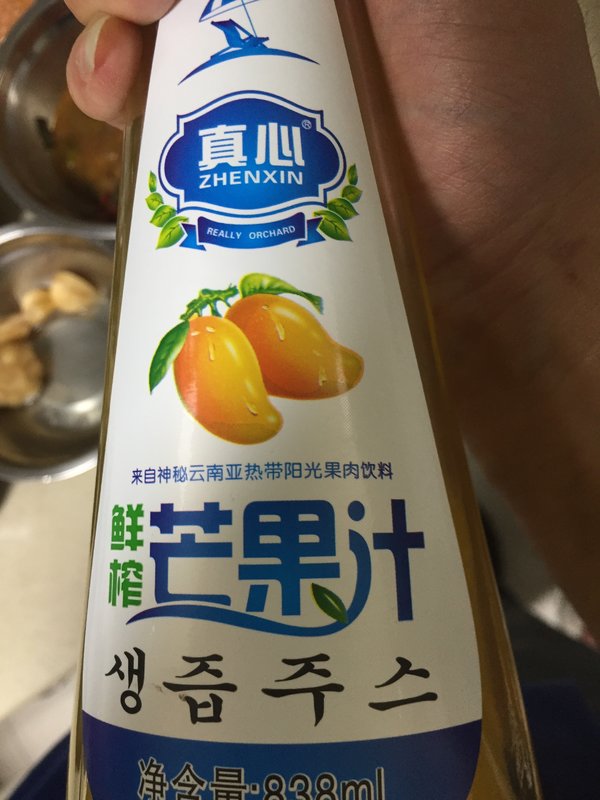 真心®
ZHENXIN
REALLY ORCHARD
来自神秘云南亚热带阳光果肉饮料
鲜榨芒果汁
생즙주스
净含量:838ml